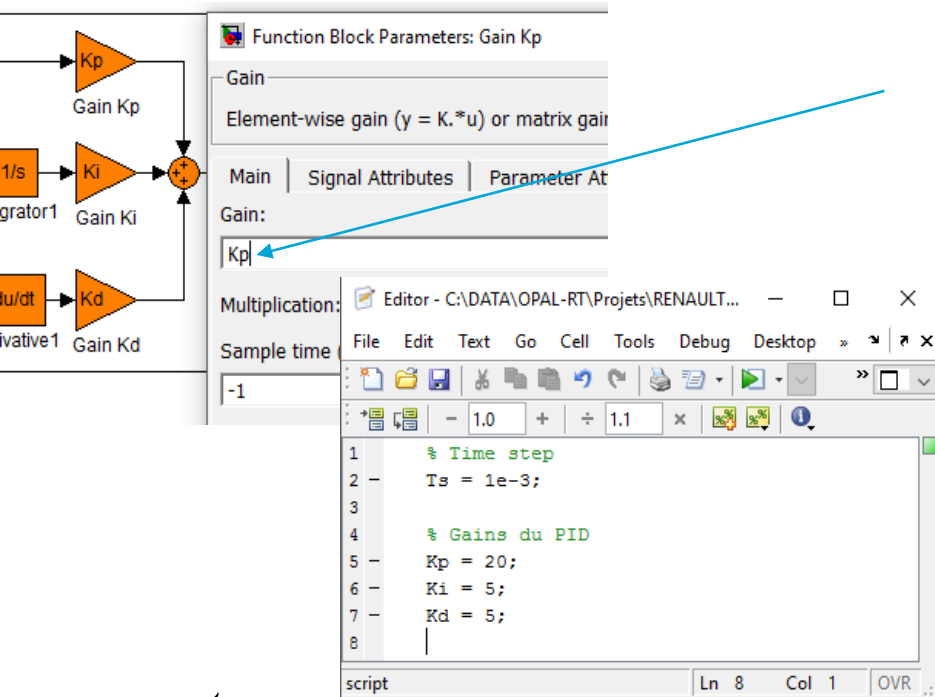 Kp
Gain Kp
1/s
grator1
Ki
Gain Ki
du/dt
ivative1
Kd
Gain Kd
Function Block Parameters: Gain Kp
Gain
Element-wise gain (y = K.*u) or matrix gain
Main Signal Attributes Parameter At
Gain:
Kp
Multiplication:
Sample time (
-1
Editor - C:\DATA\OPAL-RT\Projets\RENAULT...
File Edit Text Go Cell Tools Debug Desktop »
»
− 1.0 + ÷ 1.1 ×
1 % Time step
2 − Ts = 1e-3;
3
4 % Gains du PID
5 − Kp = 20;
6 − Ki = 5;
7 − Kd = 5;
8
script Ln 8 Col 1 OVR